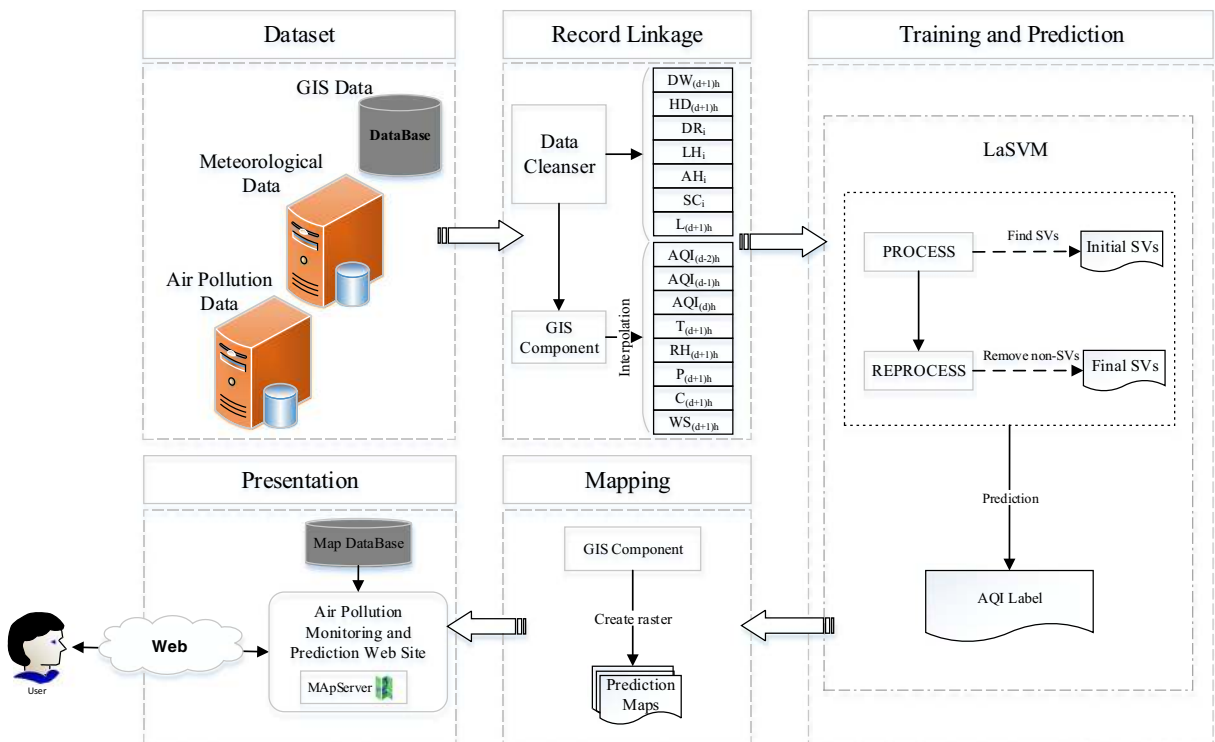 Dataset
GIS Data
DataBase
Meteorological
Data
Air Pollution
Data
Record Linkage
Data
Cleanser
GIS
Component
Interpolation
DW(d+1)h
HD(d+1)h
DRi
LHi
AHi
SCi
L(d+1)h
AQI(d-2)h
AQI(d-1)h
AQI(d)h
T(d+1)h
RH(d+1)h
P(d+1)h
C(d+1)h
WS(d+1)h
Training and Prediction
LaSVM
PROCESS
Find SVs
Initial SVs
REPROCESS
Remove non-SVs
Final SVs
Prediction
AQI Label
Mapping
GIS Component
Create raster
Prediction
Maps
Presentation
Map DataBase
Air Pollution
Monitoring and
Prediction Web Site
MApServer
Web
User